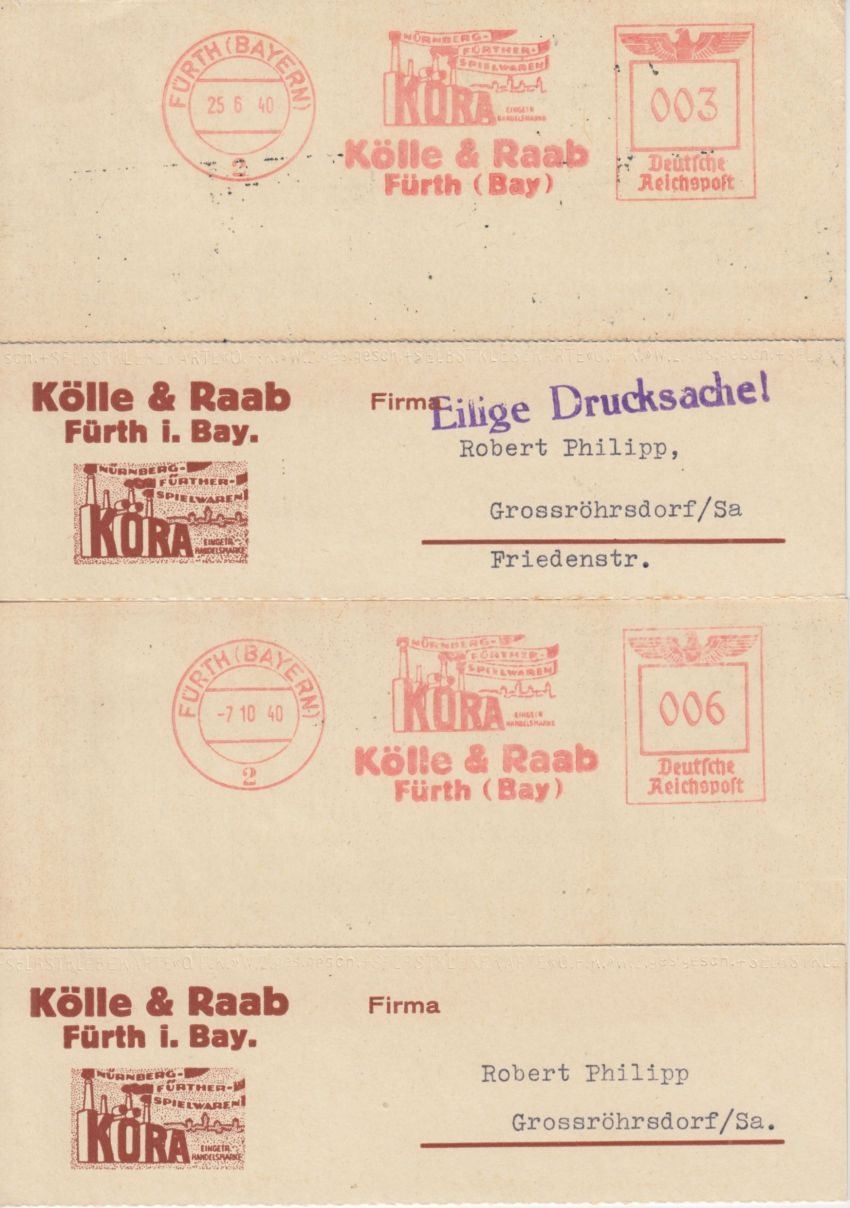 FÜRTH (BAYERN)
25 6 40
2
NÜRNBERG-
FÜRTHER-
SPIELWAREN
KÖRA
EINGETR.
HANDELSMARKE
Kölle & Raab
Fürth (Bay)
003
Deutsche
Reichspost
Kölle & Raab
Fürth i. Bay.
NÜRNBERG-
FÜRTHER-
SPIELWAREN
KÖRA
EINGETR.
HANDELSMARKE
Firma
Eilige Drucksache!
Robert Philipp,
Grossröhrsdorf/Sa
Friedenstr.
FÜRTH (BAYERN)
-7 10 40
2
NÜRNBERG-
FÜRTHER-
SPIELWAREN
KÖRA
EINGETR.
HANDELSMARKE
Kölle & Raab
Fürth (Bay)
006
Deutsche
Reichspost
Kölle & Raab
Fürth i. Bay.
NÜRNBERG-
FÜRTHER-
SPIELWAREN
KÖRA
EINGETR.
HANDELSMARKE
Firma
Robert Philipp
Grossröhrsdorf/Sa.